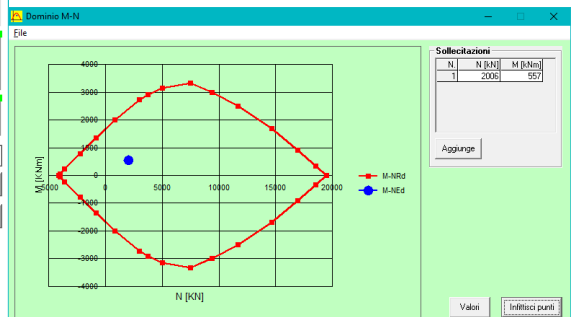 Dominio M-N
File
4000
3000
2000
1000
5000
0
5000
10000
15000
20000
-1000
-2000
-3000
-4000
M [KNm]
N [KN]
M-NRd
M-NEd
Sollecitazioni
N. N [kN] M [kNm]
1 2006 557
Aggiunge
Valori
Infittisci punti